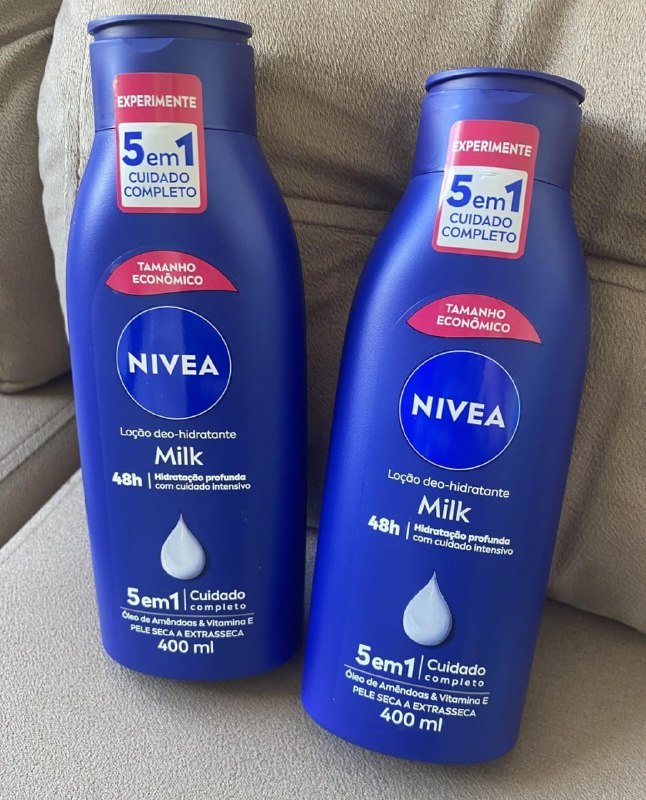 EXPERIMENTE
5em1
CUIDADO
COMPLETO
TAMANHO
ECONÔMICO
NIVEA
Loção deo-hidratante
Milk
48h | Hidratação profunda
com cuidado intensivo
5em1 | Cuidado
completo
Óleo de Amêndoas & Vitamina E
PELE SECA A EXTRASSECA
400 ml
EXPERIMENTE
5em1
CUIDADO
COMPLETO
TAMANHO
ECONÔMICO
NIVEA
Loção deo-hidratante
Milk
48h | Hidratação profunda
com cuidado intensivo
5em1 | Cuidado
completo
Óleo de Amêndoas & Vitamina E
PELE SECA A EXTRASSECA
400 ml